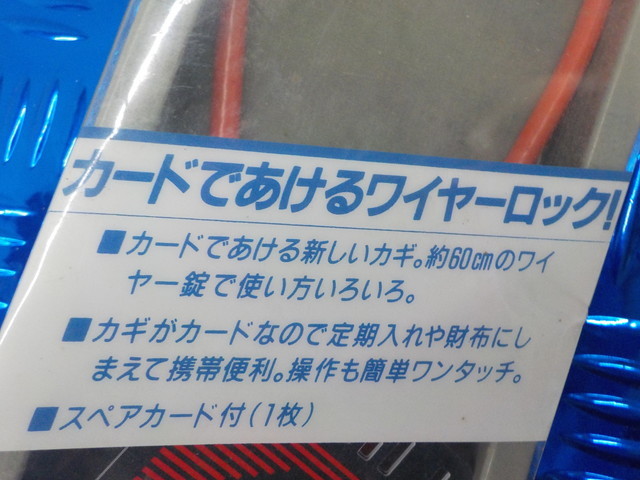 カードであけるワイヤーロック!
■カードであける新しいカギ。約60cmのワイ
ヤー錠で使い方いろいろ。
■カギがカードなので定期入れや財布にし
まえて携帯便利。操作も簡単ワンタッチ。
■スペアカード付(1枚)